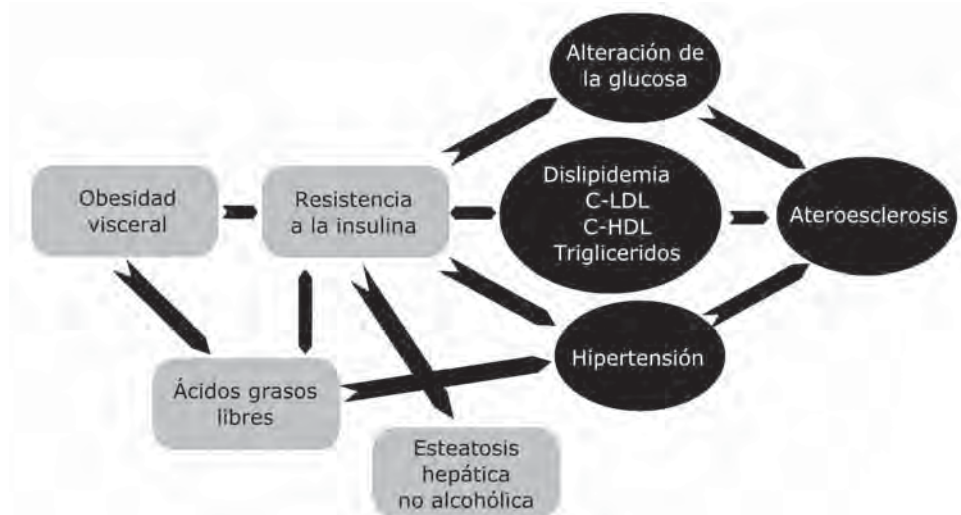 Alteración de
la glucosa
Obesidad
visceral
Resistencia
a la insulina
Dislipidemia
C-LDL
C-HDL
Trigliceridos
Ateroesclerosis
Hipertensión
Ácidos grasos
libres
Esteatosis
hepática
no alcohólica